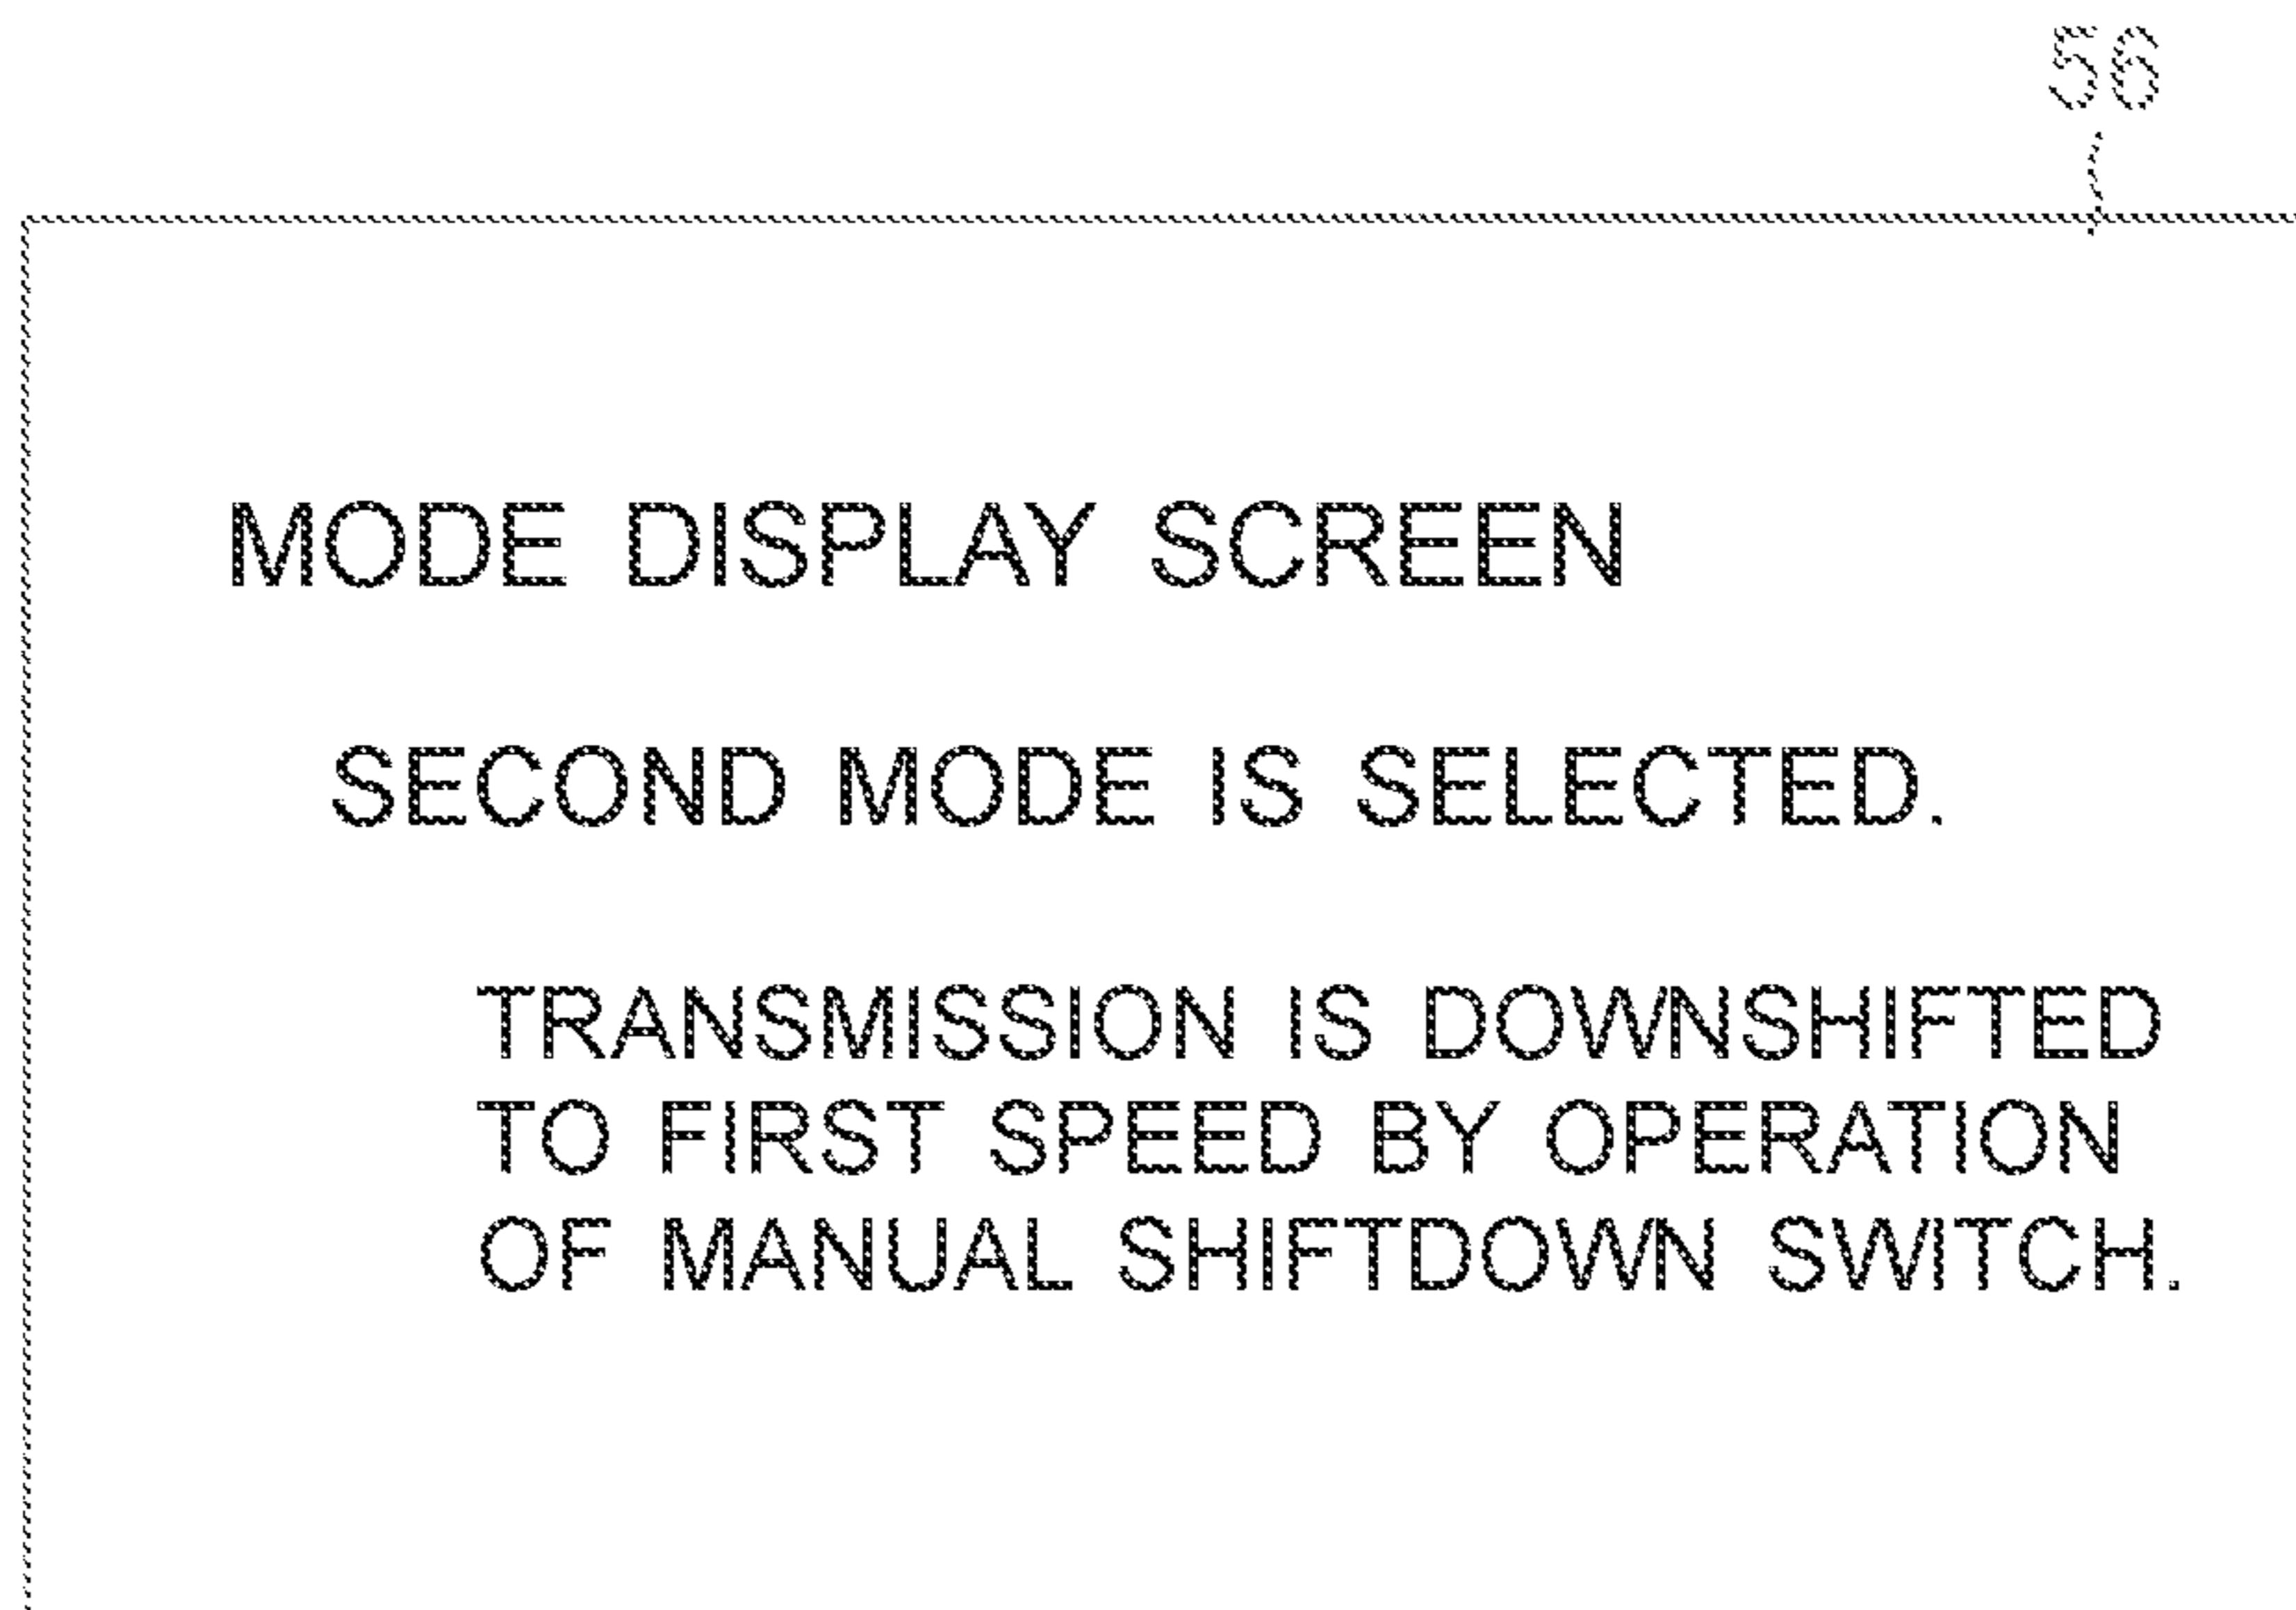 56
MODE DISPLAY SCREEN
SECOND MODE IS SELECTED.
TRANSMISSION IS DOWNSHIFTED
TO FIRST SPEED BY OPERATION
OF MANUAL SHIFTDOWN SWITCH.